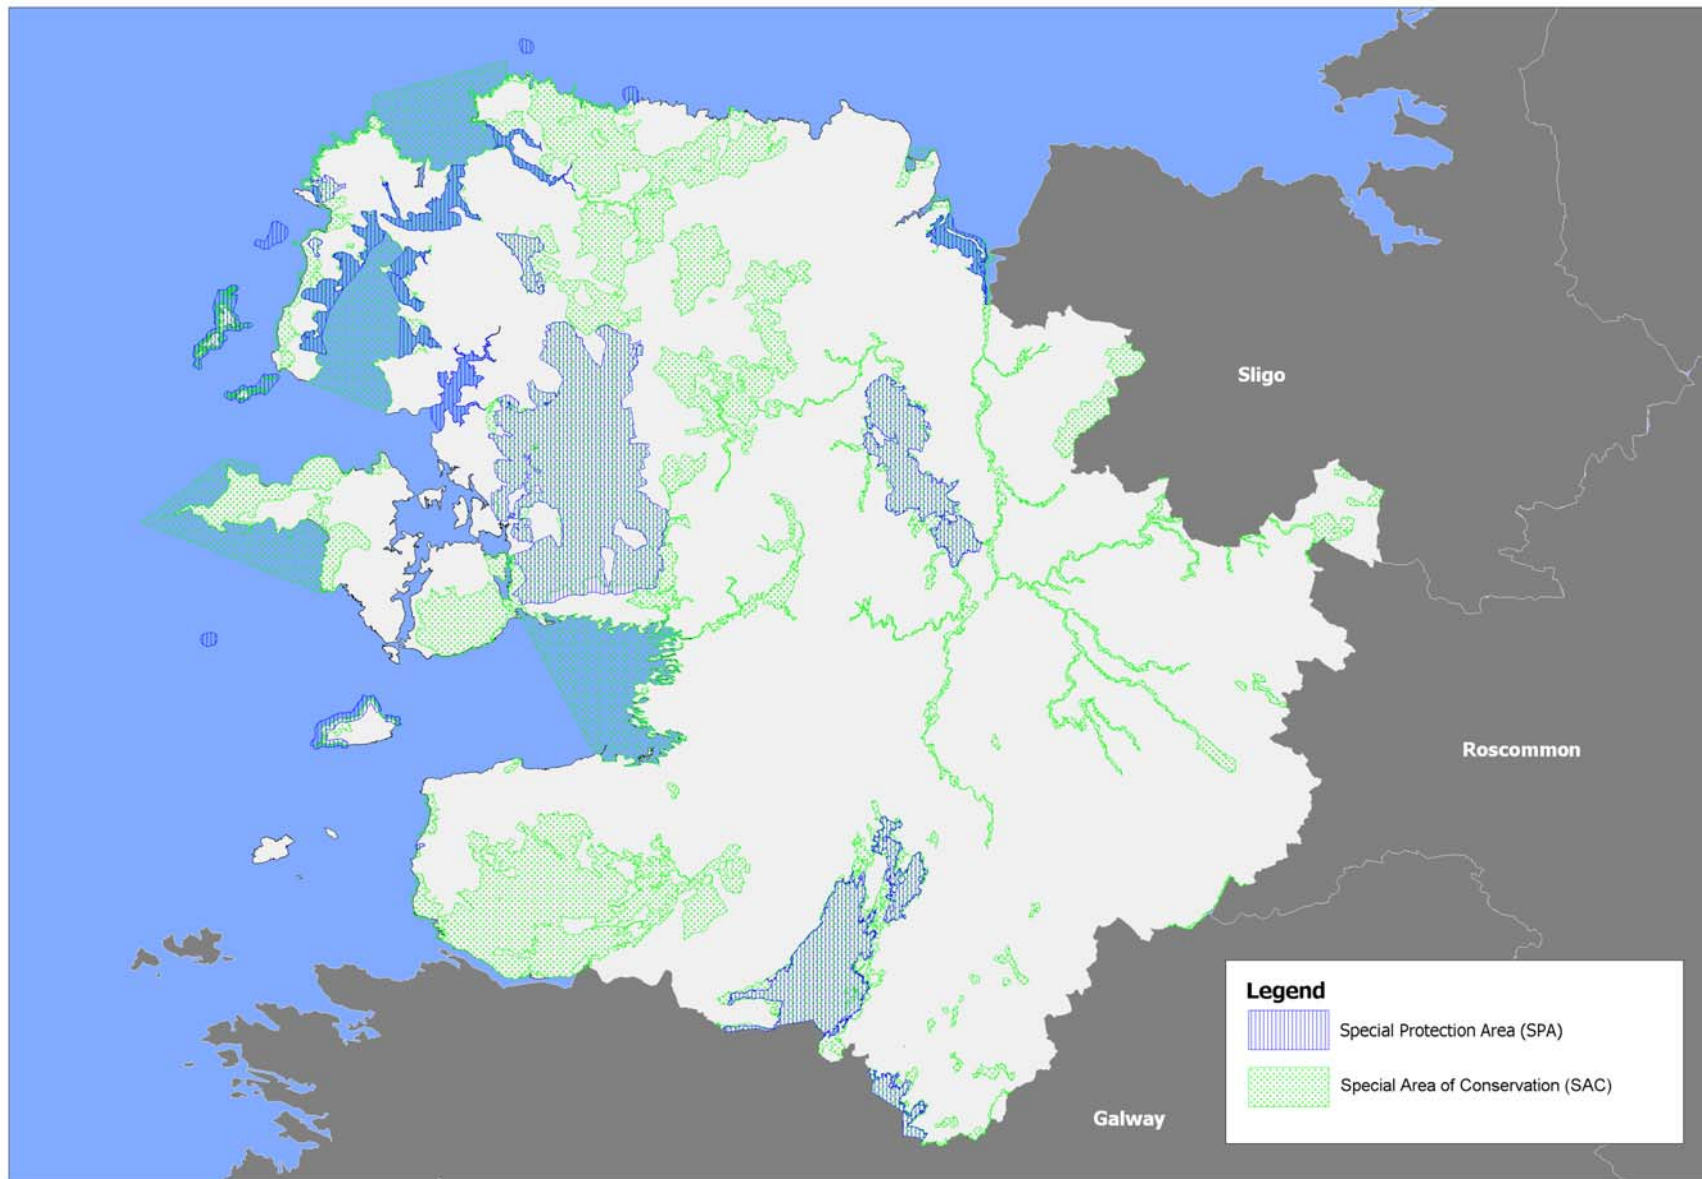 Sligo
Roscommon
Galway
Legend
Special Protection Area (SPA)
Special Area of Conservation (SAC)